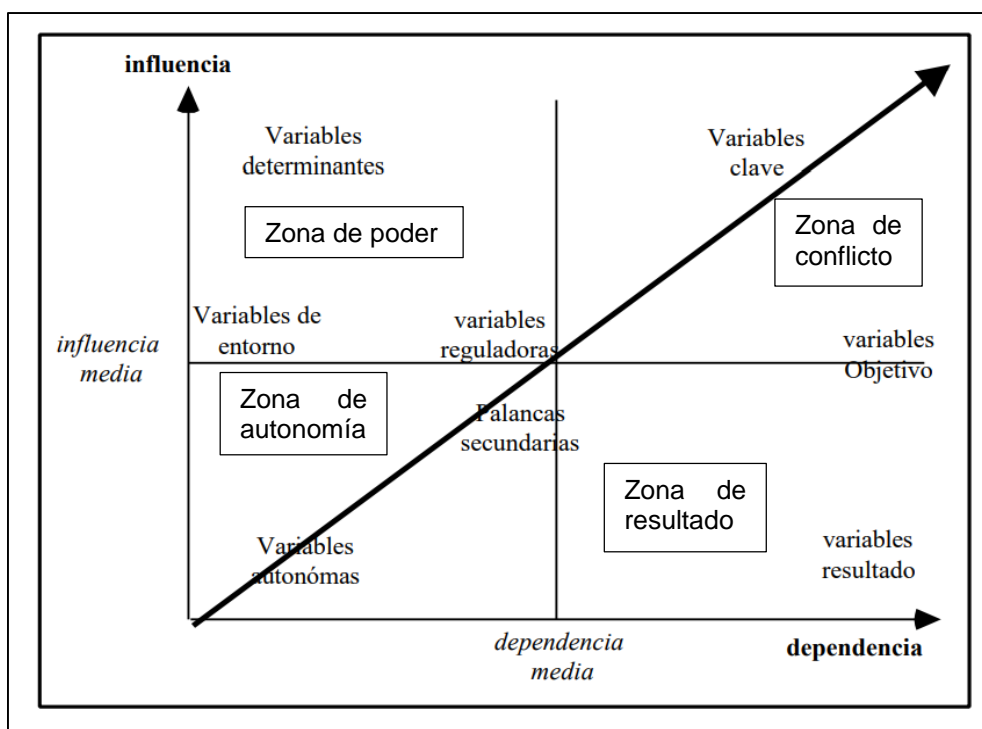 influencia
Variables
determinantes
Variables
clave
Zona de poder
Zona de
conflicto
Variables de
entorno
variables
reguladoras
variables
Objetivo
influencia
media
Zona de
autonomía
Palancas
secundarias
Zona de
resultado
Variables
autonómas
variables
resultado
dependencia
media
dependencia